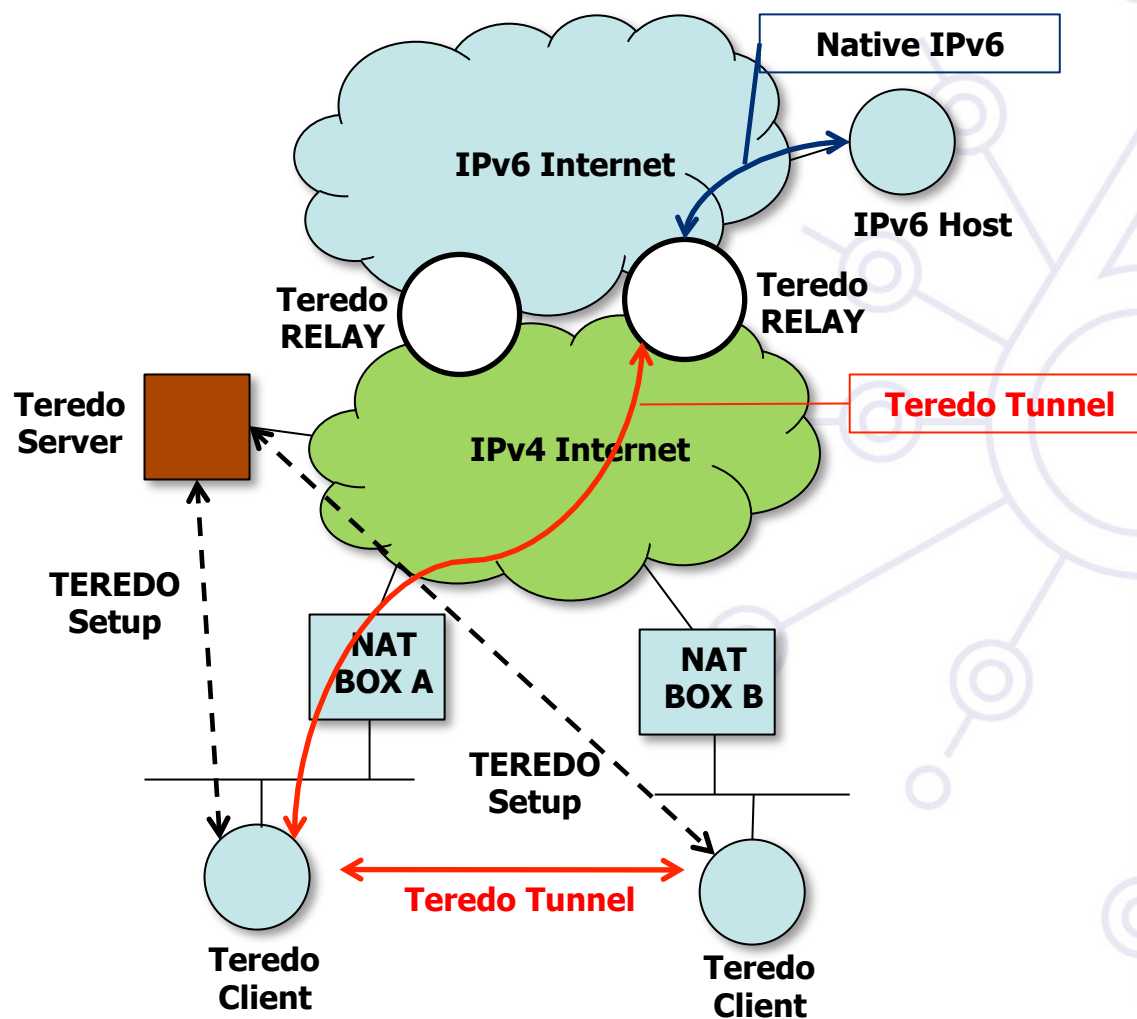 Native IPv6
IPv6 Internet
IPv6 Host
Teredo
RELAY
Teredo
RELAY
Teredo
Server
Teredo Tunnel
IPv4 Internet
TEREDO
Setup
NAT
BOX A
NAT
BOX B
TEREDO
Setup
Teredo Tunnel
Teredo
Client
Teredo
Client